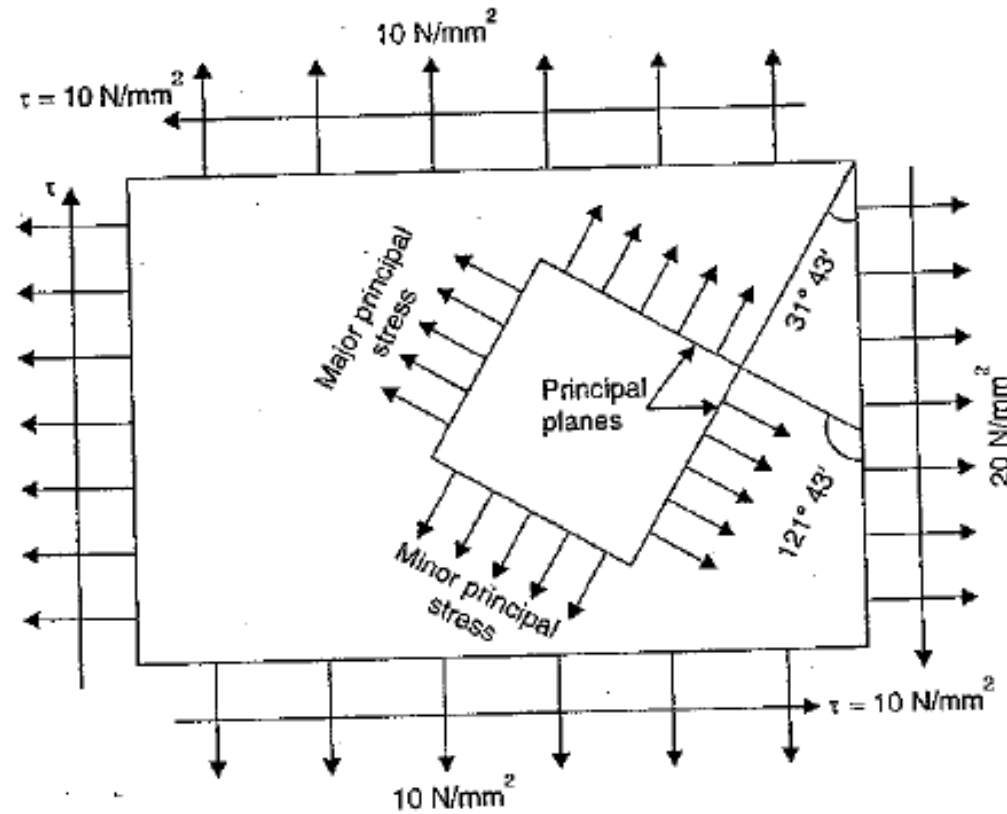 10 N/mm²
τ = 10 N/mm²
τ
Major principal
stress
31° 43′
Principal
planes
20 N/mm²
121° 43′
Minor principal
stress
τ = 10 N/mm²
10 N/mm²